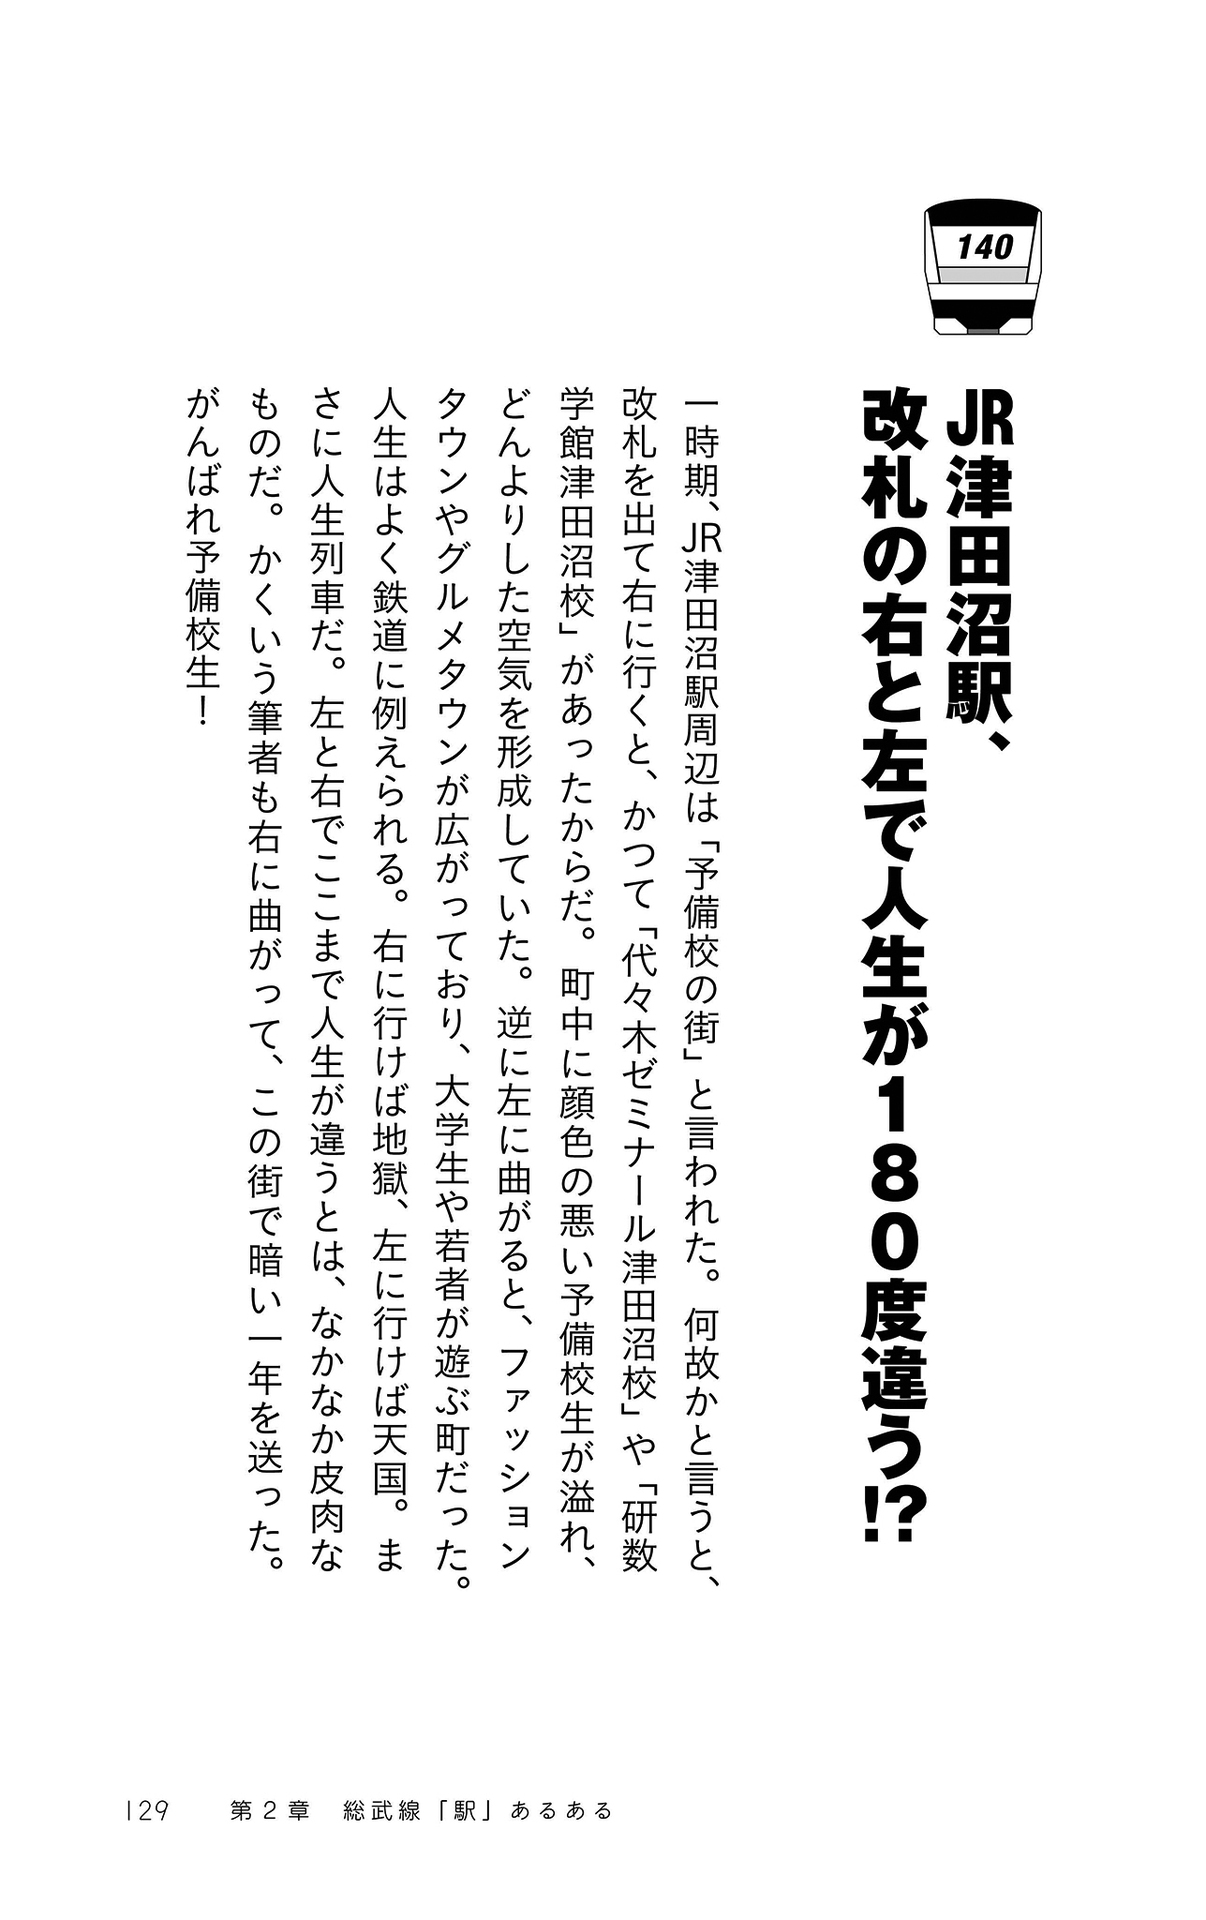 140
JR津田沼駅、
改札の右と左で人生が180度違う!?
一時期、JR津田沼駅周辺は「予備校の街」と言われた。何故かと言うと、
改札を出て右に行くと、かつて「代々木ゼミナール津田沼校」や「研数
学館津田沼校」があったからだ。町中に顔色の悪い予備校生が溢れ、
どんよりした空気を形成していた。逆に左に曲がると、ファッション
タウンやグルメタウンが広がっており、大学生や若者が遊ぶ町だった。
人生はよく鉄道に例えられる。右に行けば地獄、左に行けば天国。ま
さに人生列車だ。左と右でここまで人生が違うとは、なかなか皮肉な
ものだ。かくいう筆者も右に曲がって、この街で暗い一年を送った。
がんばれ予備校生！
129 第2章 総武線「駅」あるある